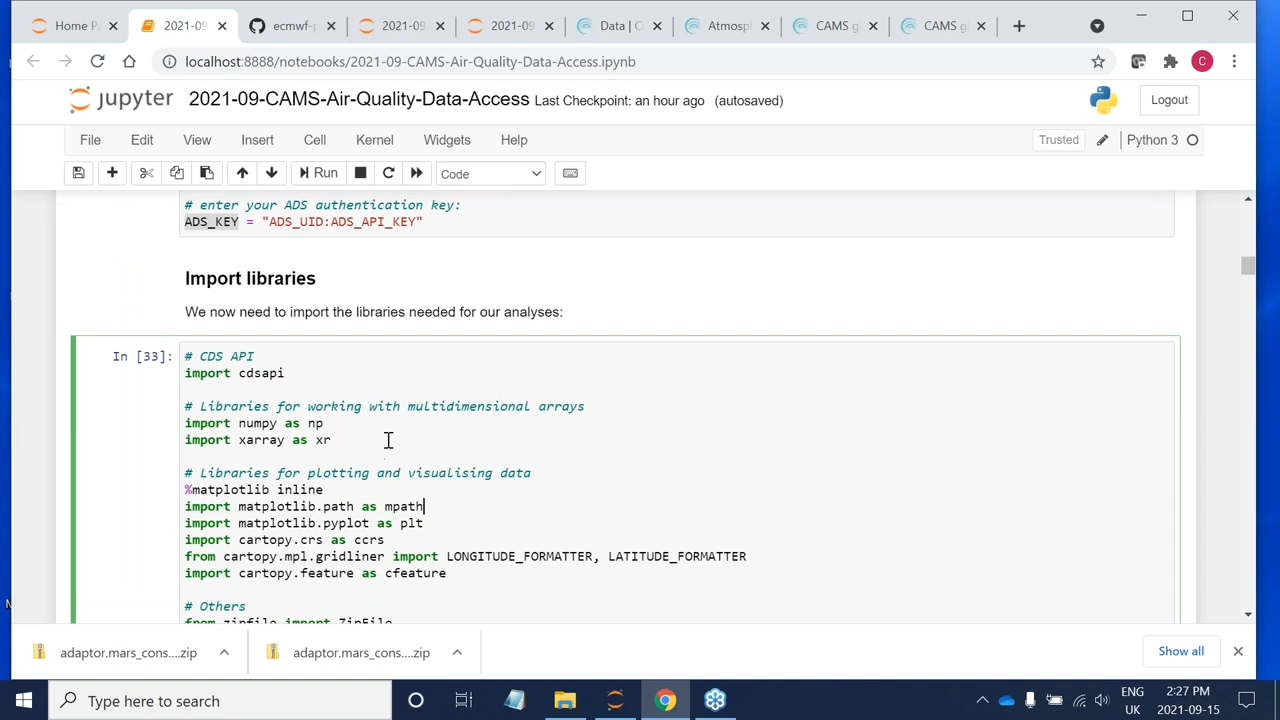 Home P
2021-09
ecmwf-p
2021-09
2021-09
Data | C
Atmosp
CAMS g
CAMS g
localhost:8888/notebooks/2021-09-CAMS-Air-Quality-Data-Access.ipynb
C
jupyter 2021-09-CAMS-Air-Quality-Data-Access Last Checkpoint: an hour ago (autosaved)
Logout
File Edit View Insert Cell Kernel Widgets Help
Trusted
Python 3
Run
Code
# enter your ADS authentication key:
ADS_KEY = "ADS_UID:ADS_API_KEY"
Import libraries
We now need to import the libraries needed for our analyses:
In [33]:
# CDS API
import cdsapi
# Libraries for working with multidimensional arrays
import numpy as np
import xarray as xr
# Libraries for plotting and visualising data
%matplotlib inline
import matplotlib.path as mpath
import matplotlib.pyplot as plt
import cartopy.crs as ccrs
from cartopy.mpl.gridliner import LONGITUDE_FORMATTER, LATITUDE_FORMATTER
import cartopy.feature as cfeature
# Others
from zipfile import ZipFile
adaptor.mars_cons....zip
adaptor.mars_cons....zip
Show all
Type here to search
ENG
UK
2:27 PM
2021-09-15